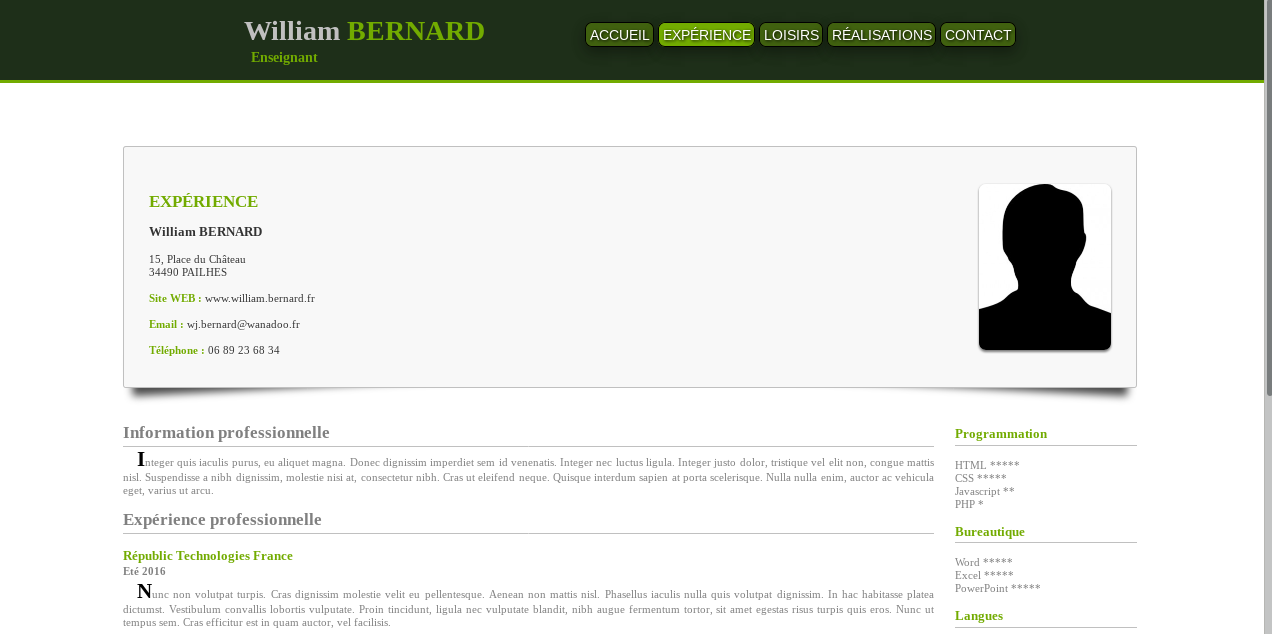 William BERNARD
Enseignant
ACCUEIL EXPÉRIENCE LOISIRS RÉALISATIONS CONTACT
EXPÉRIENCE
William BERNARD
15, Place du Château
34490 PAILHES
Site WEB : www.william.bernard.fr
Email : wj.bernard@wanadoo.fr
Téléphone : 06 89 23 68 34
Information professionnelle
Integer quis iaculis purus, eu aliquet magna. Donec dignissim imperdiet sem id venenatis. Integer nec luctus ligula. Integer justo dolor, tristique vel elit non, congue mattis
nisl. Suspendisse a nibh dignissim, molestie nisi at, consectetur nibh. Cras ut eleifend neque. Quisque interdum sapien at porta scelerisque. Nulla nulla enim, auctor ac vehicula
eget, varius ut arcu.
Expérience professionnelle
Républic Technologies France
Eté 2016
Nunc non volutpat turpis. Cras dignissim molestie velit eu pellentesque. Aenean non mattis nisl. Phasellus iaculis nulla quis volutpat dignissim. In hac habitasse platea
dictumst. Vestibulum convallis lobortis vulputate. Proin tincidunt, ligula nec vulputate blandit, nibh augue fermentum tortor, sit amet egestas risus turpis quis eros. Nunc ut
tempus sem. Cras efficitur est in quam auctor, vel facilisis.
Programmation
HTML *****
CSS *****
Javascript **
PHP *
Bureautique
Word *****
Excel *****
PowerPoint *****
Langues